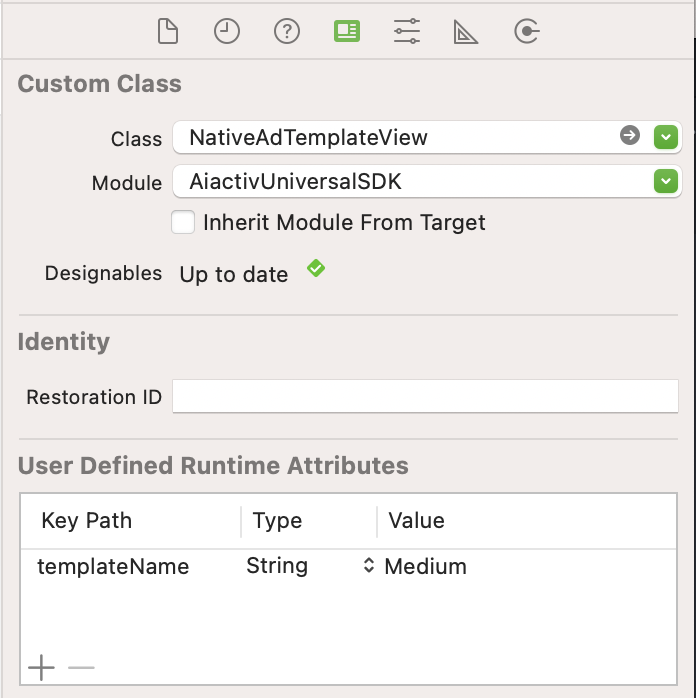 Custom Class
Class NativeAdTemplateView
Module AiactivUniversalSDK
Inherit Module From Target
Designables Up to date
Identity
Restoration ID
User Defined Runtime Attributes
Key Path Type Value
templateName String Medium